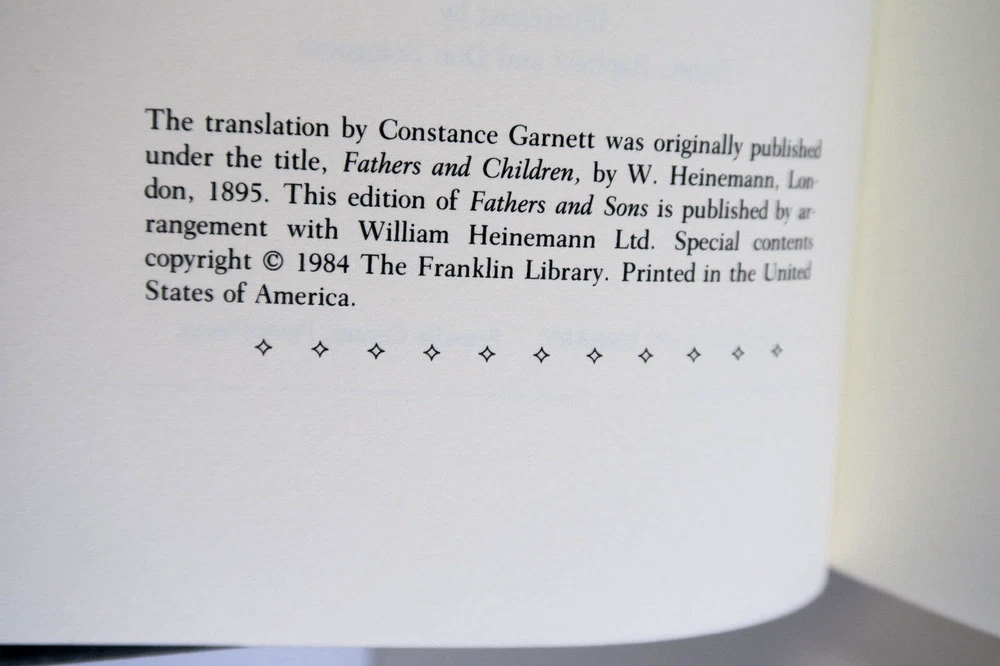 The translation by Constance Garnett was originally published
under the title, Fathers and Children, by W. Heinemann, Lon-
don, 1895. This edition of Fathers and Sons is published by ar-
rangement with William Heinemann Ltd. Special contents
copyright © 1984 The Franklin Library. Printed in the United
States of America.